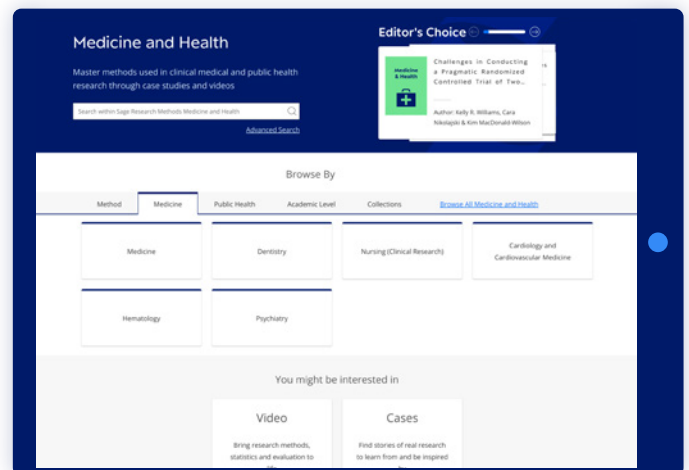 Medicine and Health
Master methods used in clinical medical and public health
research through case studies and videos
Search within Sage Research Methods Medicine and Health
Advanced Search
Editor's Choice
Medicine
& Health
Challenges in Conducting
a Pragmatic Randomized
Controlled Trial of Two...
Author: Kelly R. Williams, Cara
Nikolajski & Kim MacDonald-Wilson
Browse By
Method Medicine Public Health Academic Level Collections Browse All Medicine and Health
Medicine
Dentistry
Nursing (Clinical Research)
Cardiology and
Cardiovascular Medicine
Hematology
Psychiatry
You might be interested in
Video
Bring research methods,
statistics and evaluation to
Cases
Find stories of real research
to learn from and be inspired